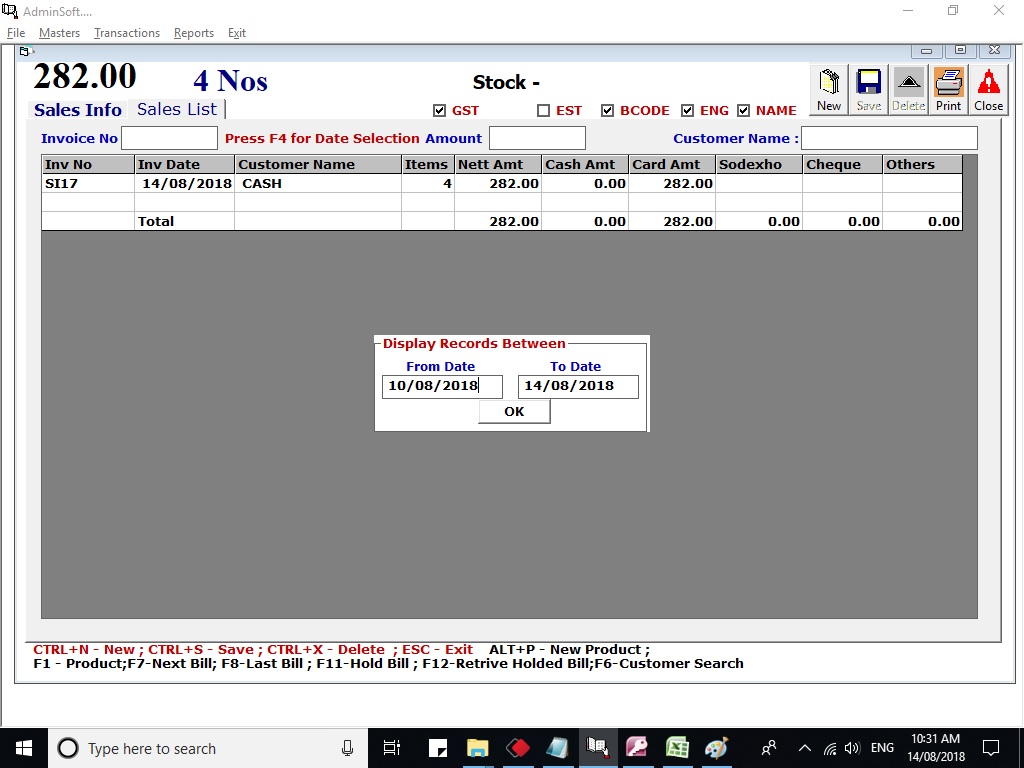 AdminSoft....
File Masters Transactions Reports Exit
282.00 4 Nos Stock -
New Save Delete Print Close
Sales Info Sales List GST EST BCODE ENG NAME
Invoice No Press F4 for Date Selection Amount Customer Name :
Inv No Inv Date Customer Name Items Nett Amt Cash Amt Card Amt Sodexho Cheque Others
SI17 14/08/2018 CASH 4 282.00 0.00 282.00
Total 282.00 0.00 282.00 0.00 0.00 0.00
Display Records Between
From Date To Date
10/08/2018 14/08/2018
OK
CTRL+N - New ; CTRL+S - Save ; CTRL+X - Delete ; ESC - Exit ALT+P - New Product ;
F1 - Product;F7-Next Bill; F8-Last Bill ; F11-Hold Bill ; F12-Retrive Holded Bill;F6-Customer Search
Type here to search ENG 10:31 AM
14/08/2018